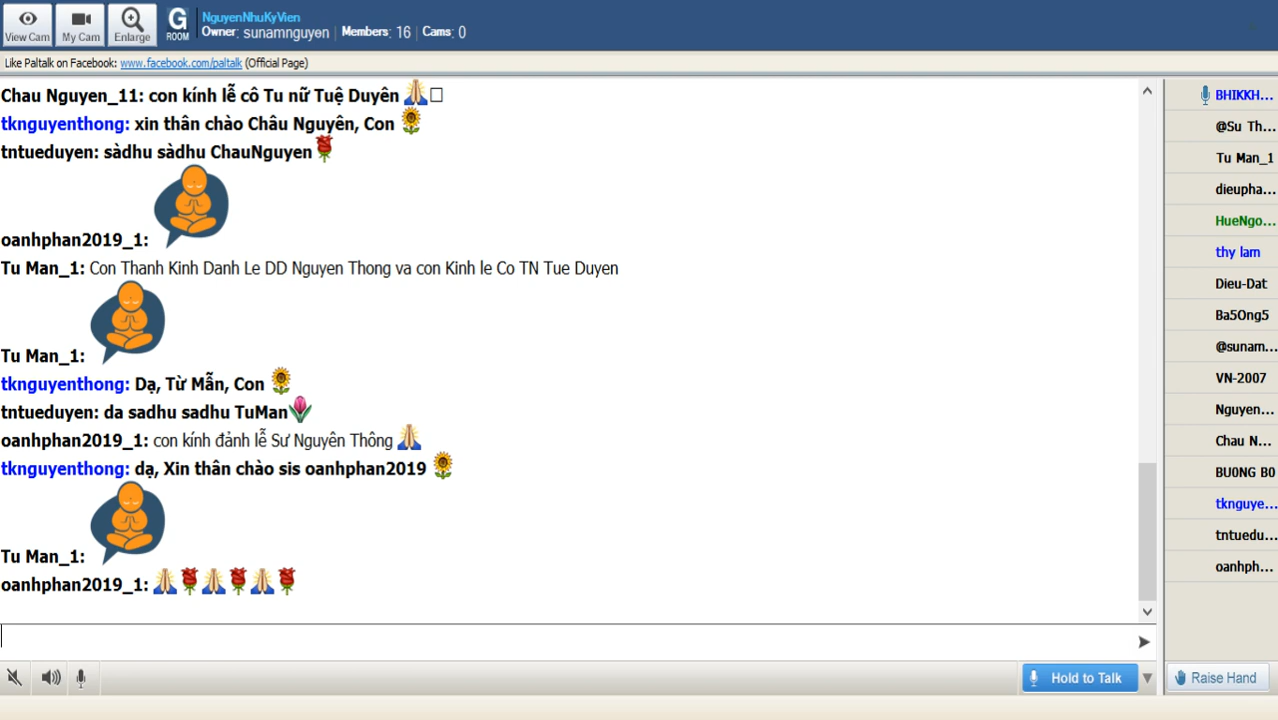 View Cam
My Cam
Enlarge
G
ROOM
NguyenNhuKyVien
Owner: sunamnguyen | Members: 16 | Cams: 0
Like Paltalk on Facebook: www.facebook.com/paltalk (Official Page)
Chau Nguyen_11: con kính lễ cô Tu nữ Tuệ Duyên
tknguyenthong: xin thân chào Châu Nguyên, Con
tntueduyen: sàdhu sàdhu ChauNguyen
oanhphan2019_1:
Tu Man_1: Con Thanh Kinh Danh Le DD Nguyen Thong va con Kinh le Co TN Tue Duyen
Tu Man_1:
tknguyenthong: Dạ, Từ Mẫn, Con
tntueduyen: da sadhu sadhu TuMan
oanhphan2019_1: con kính đảnh lễ Sư Nguyên Thông
tknguyenthong: dạ, Xin thân chào sis oanhphan2019
Tu Man_1:
oanhphan2019_1:
BHIKKH...
@Su Th...
Tu Man_1
dieupha...
HueNgo...
thy lam
Dieu-Dat
Ba5Ong5
@sunam...
VN-2007
Nguyen...
Chau N...
BU0NG B0
tknguye...
tntuedu...
oanhph...
Hold to Talk
Raise Hand